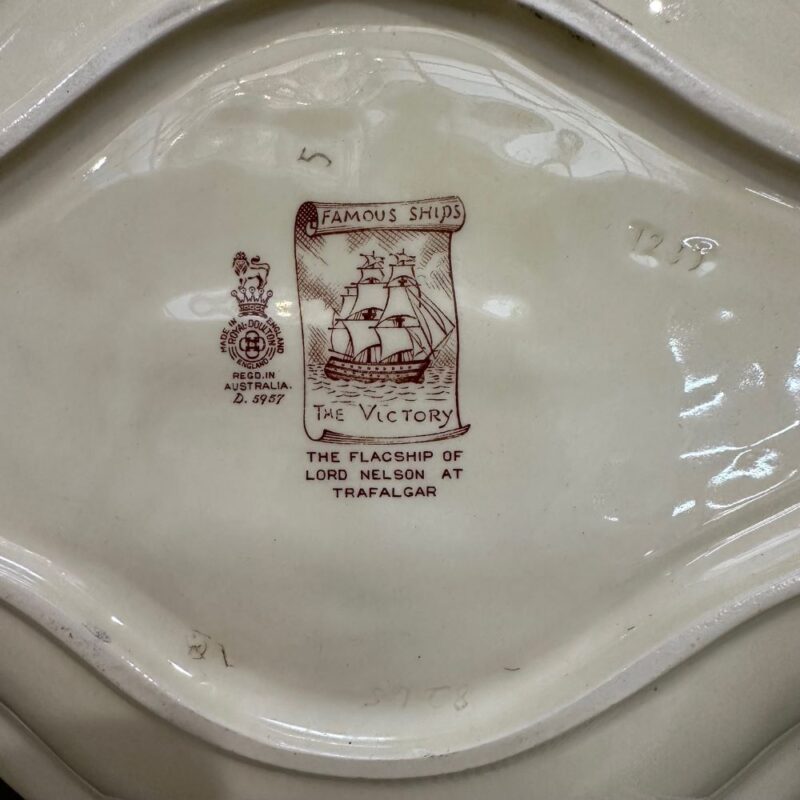 5
FAMOUS SHIPS
THE VICTORY
THE FLAGSHIP OF
LORD NELSON AT
TRAFALGAR
MADE IN ENGLAND
ROYAL·DOULTON
ENGLAND
REGD. IN
AUSTRALIA.
D. 5957